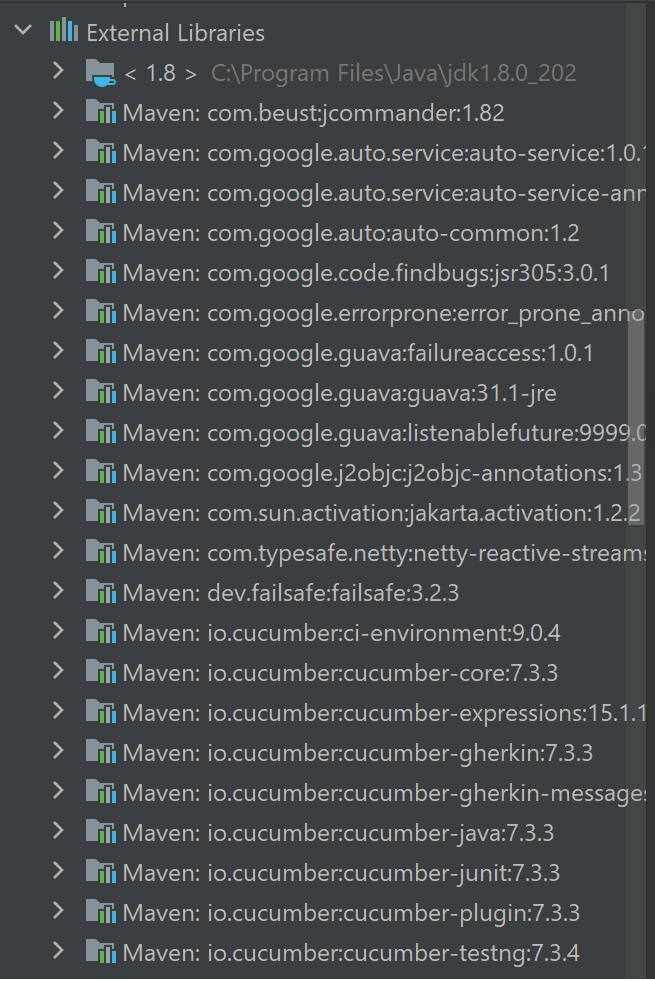 External Libraries
< 1.8 > C:\Program Files\Java\jdk1.8.0_202
Maven: com.beust:jcommander:1.82
Maven: com.google.auto.service:auto-service:1.0.1
Maven: com.google.auto.service:auto-service-ann
Maven: com.google.auto:auto-common:1.2
Maven: com.google.code.findbugs:jsr305:3.0.1
Maven: com.google.errorprone:error_prone_anno
Maven: com.google.guava:failureaccess:1.0.1
Maven: com.google.guava:guava:31.1-jre
Maven: com.google.guava:listenablefuture:9999.0
Maven: com.google.j2objc:j2objc-annotations:1.3
Maven: com.sun.activation:jakarta.activation:1.2.2
Maven: com.typesafe.netty:netty-reactive-streams
Maven: dev.failsafe:failsafe:3.2.3
Maven: io.cucumber:ci-environment:9.0.4
Maven: io.cucumber:cucumber-core:7.3.3
Maven: io.cucumber:cucumber-expressions:15.1.1
Maven: io.cucumber:cucumber-gherkin:7.3.3
Maven: io.cucumber:cucumber-gherkin-messages
Maven: io.cucumber:cucumber-java:7.3.3
Maven: io.cucumber:cucumber-junit:7.3.3
Maven: io.cucumber:cucumber-plugin:7.3.3
Maven: io.cucumber:cucumber-testng:7.3.4